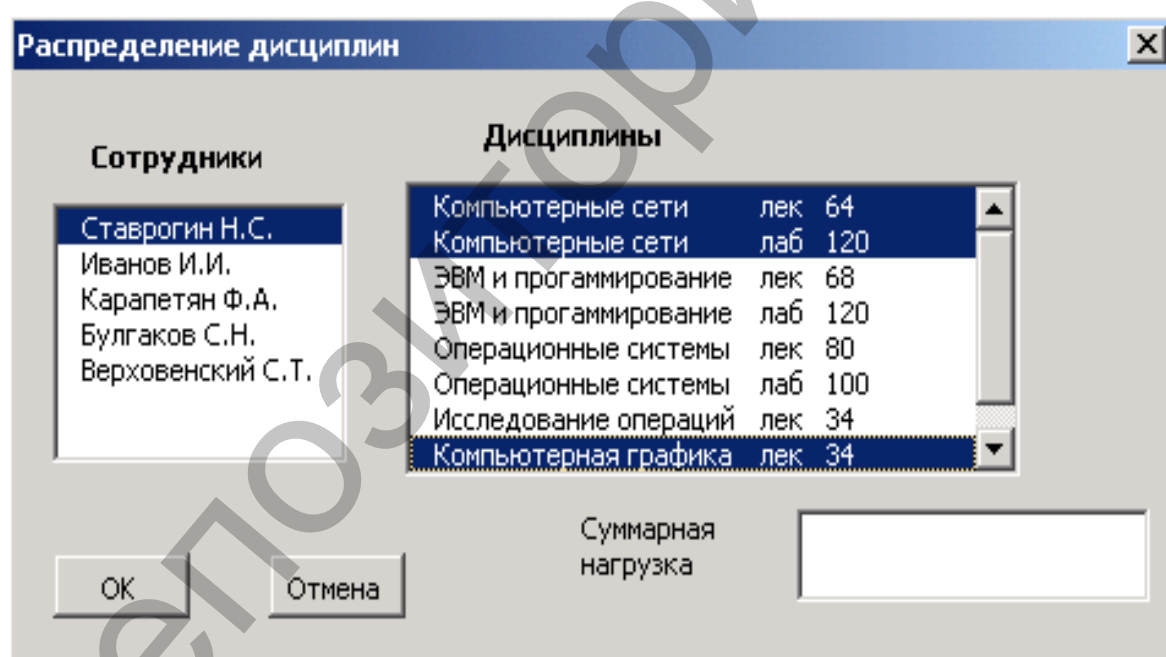 Распределение дисциплин
Дисциплины
Сотрудники
Ставрогин Н.С.
Иванов И.И.
Карапетян Ф.А.
Булгаков С.Н.
Верховенский С.Т.
Компьютерные сети лек 64
Компьютерные сети лаб 120
ЭВМ и прогаммирование лек 68
ЭВМ и прогаммирование лаб 120
Операционные системы лек 80
Операционные системы лаб 100
Исследование операций лек 34
Компьютерная графика лек 34
Суммарная
нагрузка
OK Отмена